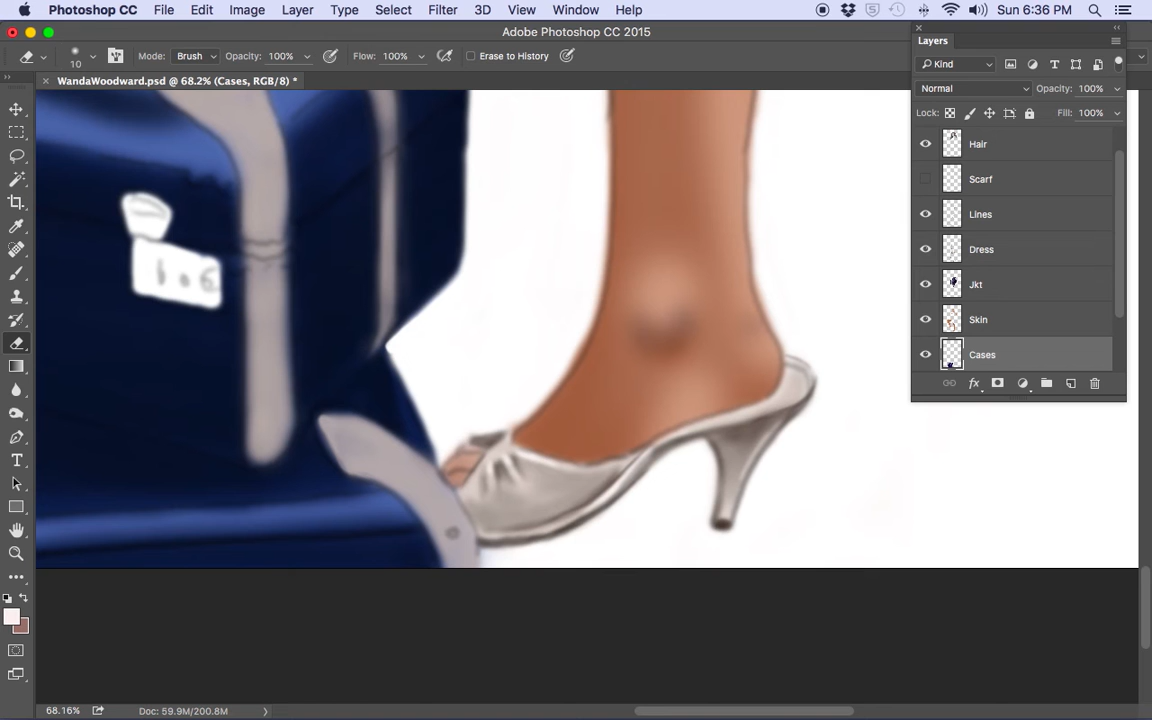 Photoshop CC File Edit Image Layer Type Select Filter 3D View Window Help Sun 6:36 PM
Adobe Photoshop CC 2015
10 Mode: Brush Opacity: 100% Flow: 100% Erase to History
WandaWoodward.psd @ 68.2% (Cases, RGB/8) *
Layers
Kind
Normal Opacity: 100%
Lock: Fill: 100%
Hair
Scarf
Lines
Dress
Jkt
Skin
Cases
fx
68.16% Doc: 59.9M/200.8M